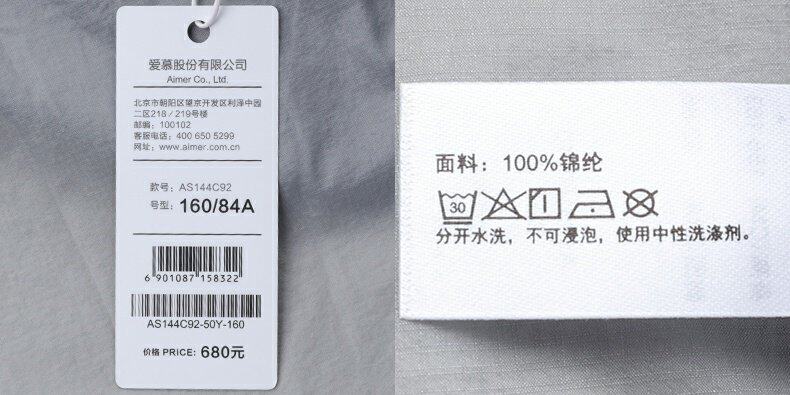 爱慕股份有限公司
Aimer Co., Ltd.
北京市朝阳区望京开发区利泽中园
二区218／219号楼
邮编：100102
客服电话：400 650 5299
网址：www.aimer.com.cn
款号：AS144C92
号型：160/84A
6 901087 158322
AS144C92-50Y-160
价格 PRICE: 680元
面料：100%锦纶
30
分开水洗，不可浸泡，使用中性洗涤剂。